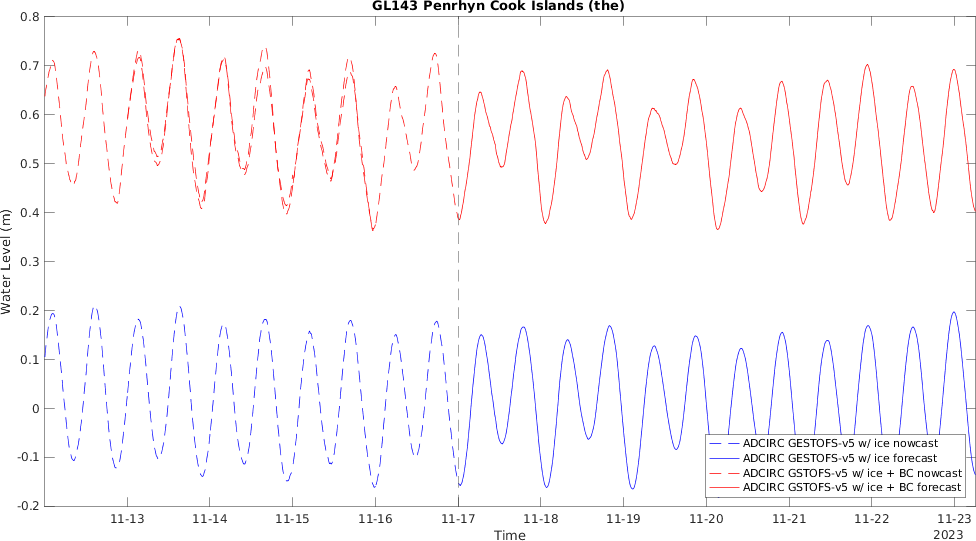 GL143 Penrhyn Cook Islands (the)
Water Level (m)
0.8
0.7
0.6
0.5
0.4
0.3
0.2
0.1
0
-0.1
-0.2
ADCIRC GESTOFS-v5 w/ ice nowcast
ADCIRC GESTOFS-v5 w/ ice forecast
ADCIRC GSTOFS-v5 w/ ice + BC nowcast
ADCIRC GSTOFS-v5 w/ ice + BC forecast
11-13 11-14 11-15 11-16 11-17 11-18 11-19 11-20 11-21 11-22 11-23
Time
2023